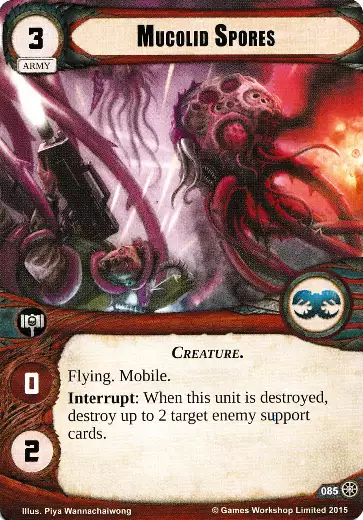 3
ARMY
MUCOLID SPORES
CREATURE.
0
Flying. Mobile.
Interrupt: When this unit is destroyed,
destroy up to 2 target enemy support
cards.
2
085
Illus. Piya Wannachaiwong
© Games Workshop Limited 2015